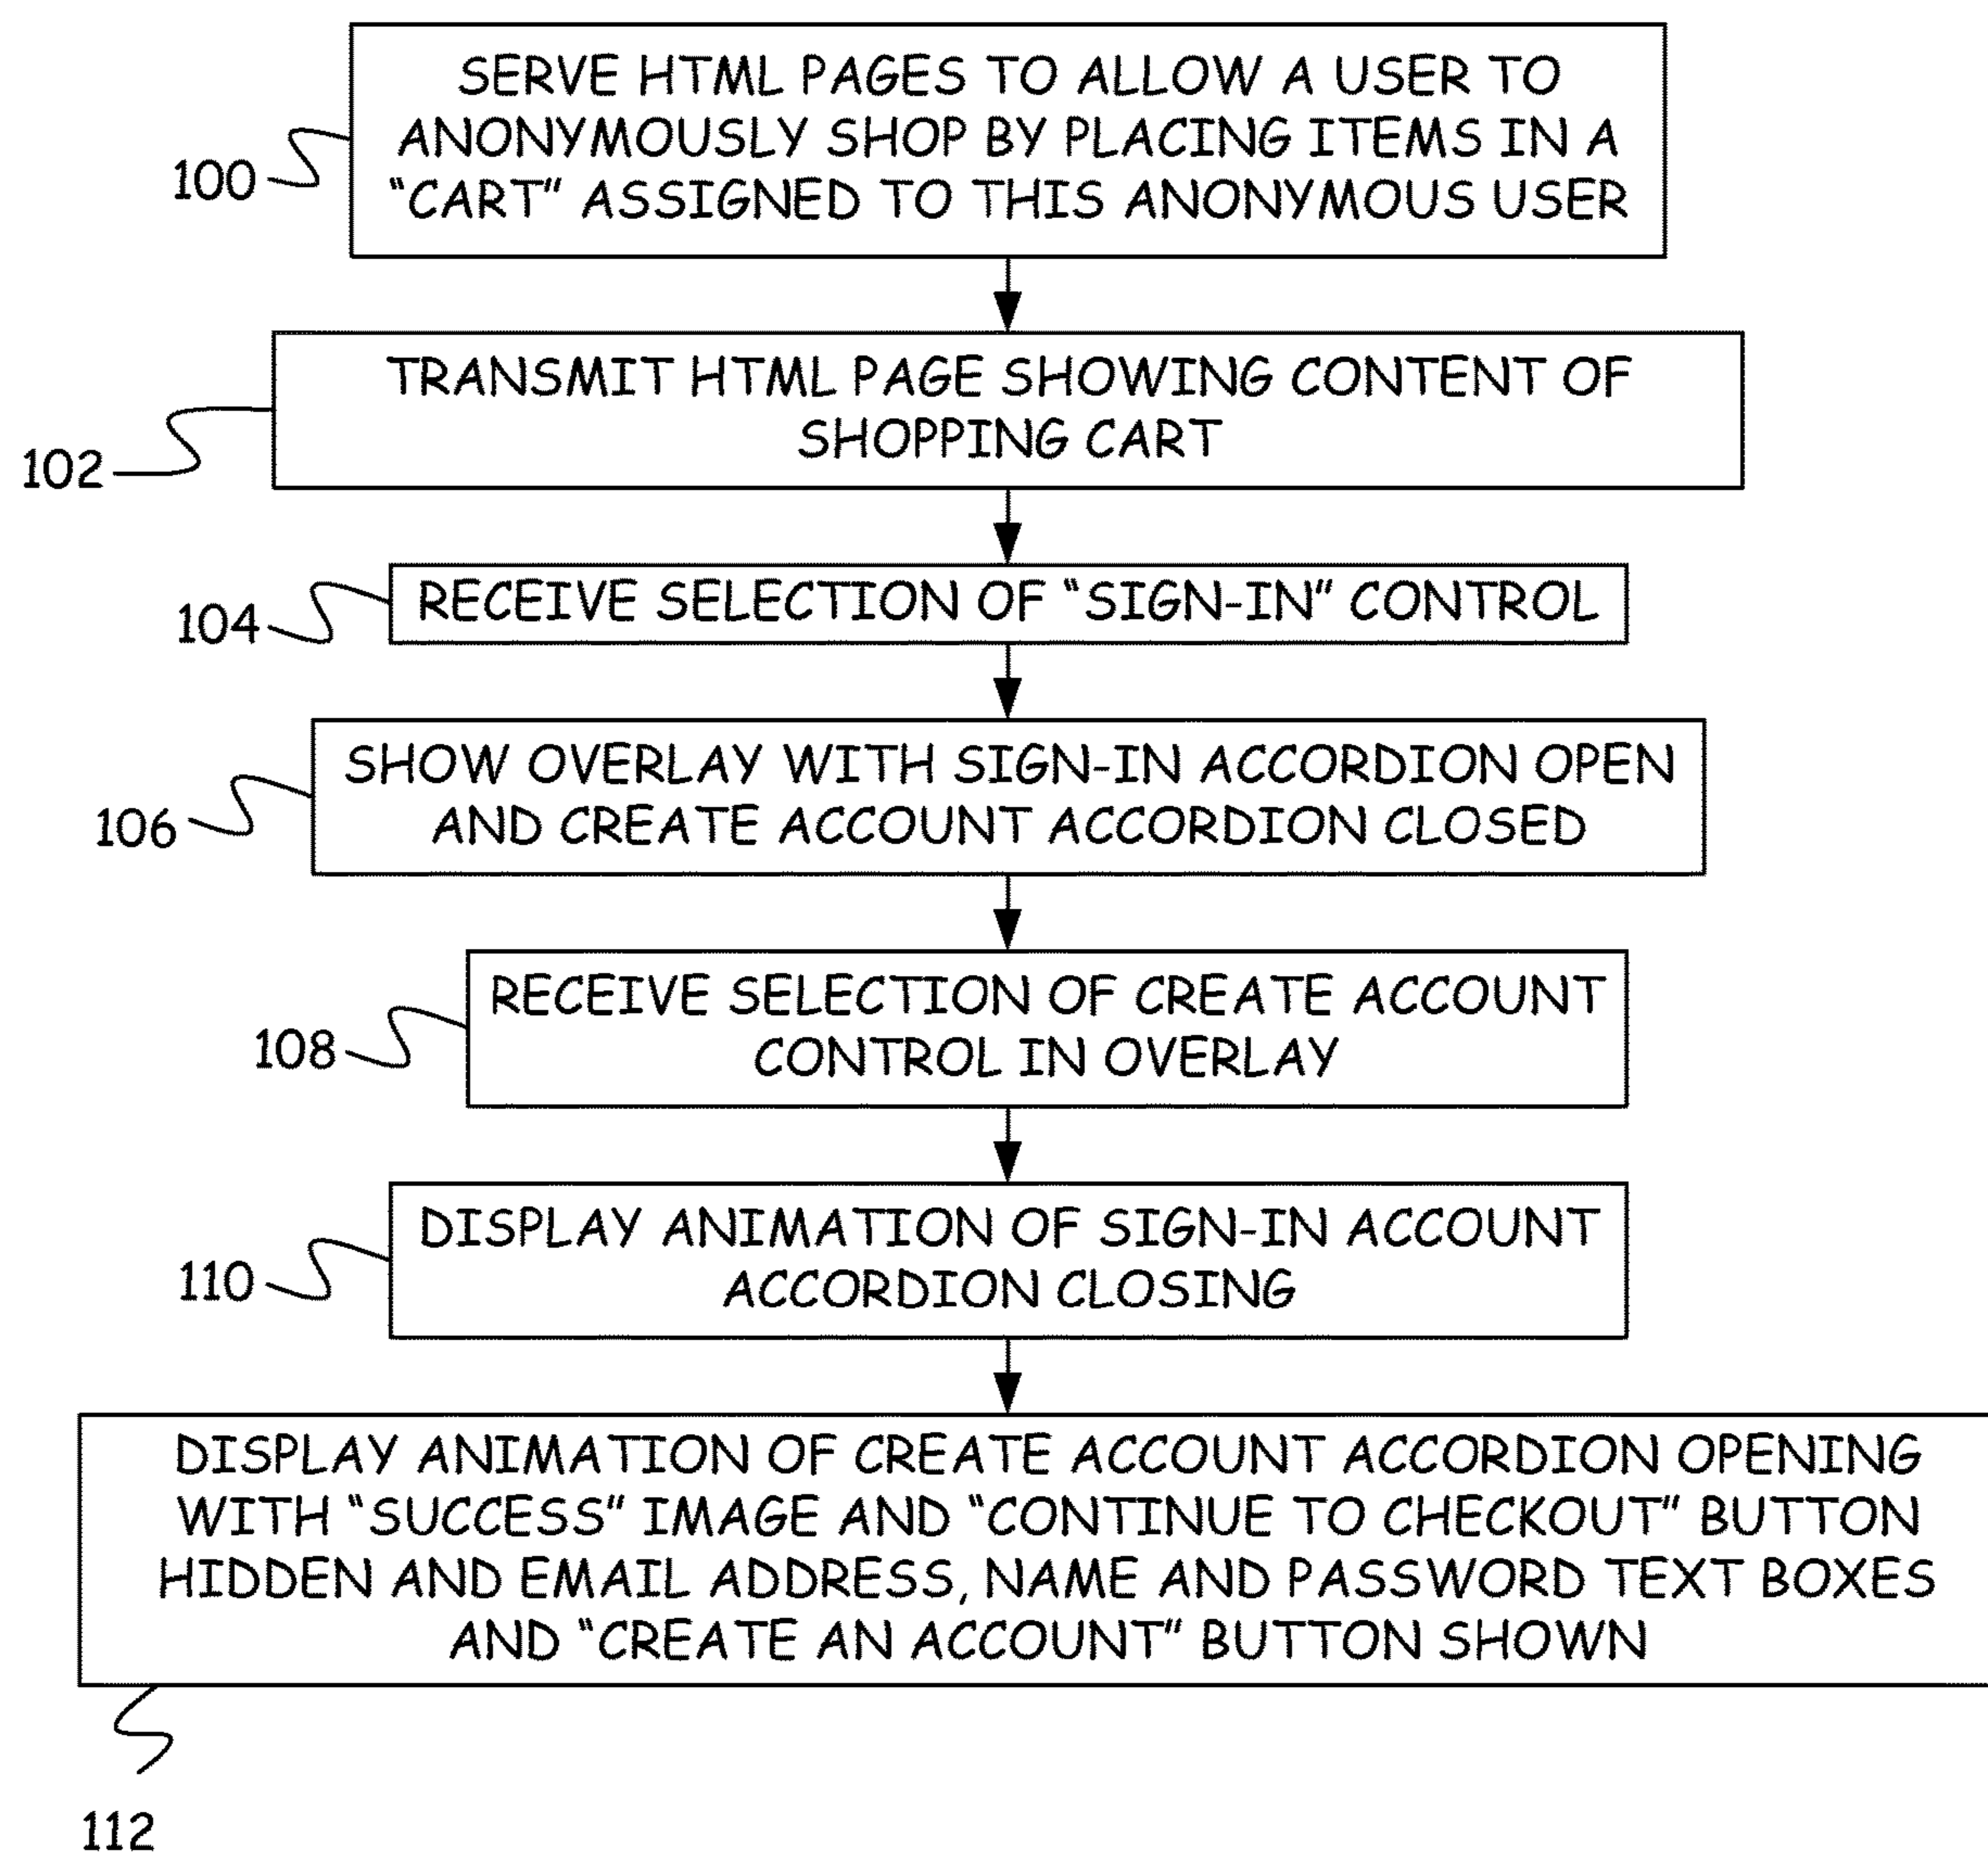 SERVE HTML PAGES TO ALLOW A USER TO
ANONYMOUSLY SHOP BY PLACING ITEMS IN A
“CART” ASSIGNED TO THIS ANONYMOUS USER
100
TRANSMIT HTML PAGE SHOWING CONTENT OF
SHOPPING CART
102
RECEIVE SELECTION OF “SIGN-IN” CONTROL
104
SHOW OVERLAY WITH SIGN-IN ACCORDION OPEN
AND CREATE ACCOUNT ACCORDION CLOSED
106
RECEIVE SELECTION OF CREATE ACCOUNT
CONTROL IN OVERLAY
108
DISPLAY ANIMATION OF SIGN-IN ACCOUNT
ACCORDION CLOSING
110
DISPLAY ANIMATION OF CREATE ACCOUNT ACCORDION OPENING
WITH “SUCCESS” IMAGE AND “CONTINUE TO CHECKOUT” BUTTON
HIDDEN AND EMAIL ADDRESS, NAME AND PASSWORD TEXT BOXES
AND “CREATE AN ACCOUNT” BUTTON SHOWN
112